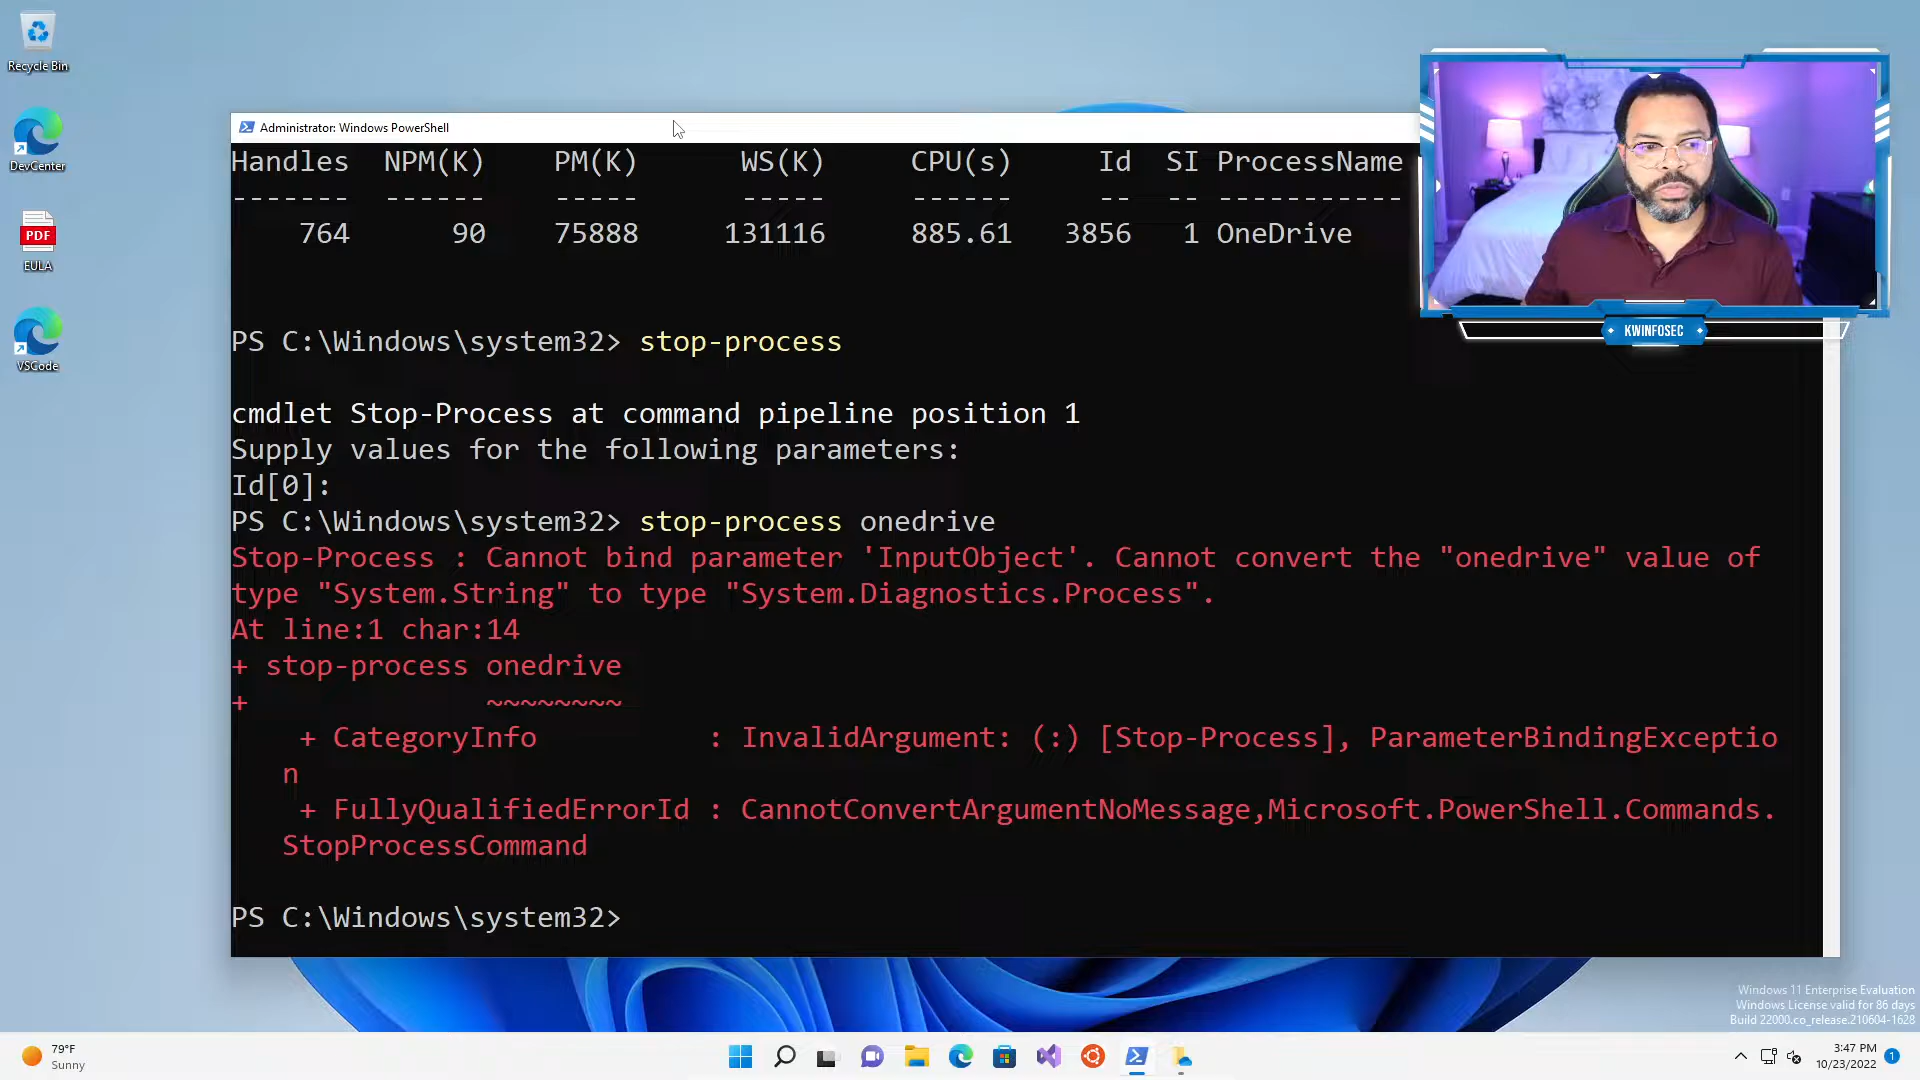 Recycle Bin
DevCenter
PDF
EULA
VSCode
Administrator: Windows PowerShell
Handles NPM(K) PM(K) WS(K) CPU(s) Id SI ProcessName
------- ------ ----- ----- ------ -- -- -----------
764 90 75888 131116 885.61 3856 1 OneDrive
PS C:\Windows\system32> stop-process
cmdlet Stop-Process at command pipeline position 1
Supply values for the following parameters:
Id[0]:
PS C:\Windows\system32> stop-process onedrive
Stop-Process : Cannot bind parameter 'InputObject'. Cannot convert the "onedrive" value of
type "System.String" to type "System.Diagnostics.Process".
At line:1 char:14
+ stop-process onedrive
+ ~~~~~~~~
+ CategoryInfo : InvalidArgument: (:) [Stop-Process], ParameterBindingExceptio
n
+ FullyQualifiedErrorId : CannotConvertArgumentNoMessage,Microsoft.PowerShell.Commands.
StopProcessCommand
PS C:\Windows\system32>
KWINFOSEC
Windows 11 Enterprise Evaluation
Windows License valid for 86 days
Build 22000.co_release.210604-1628
79°F
Sunny
3:47 PM
10/23/2022
1